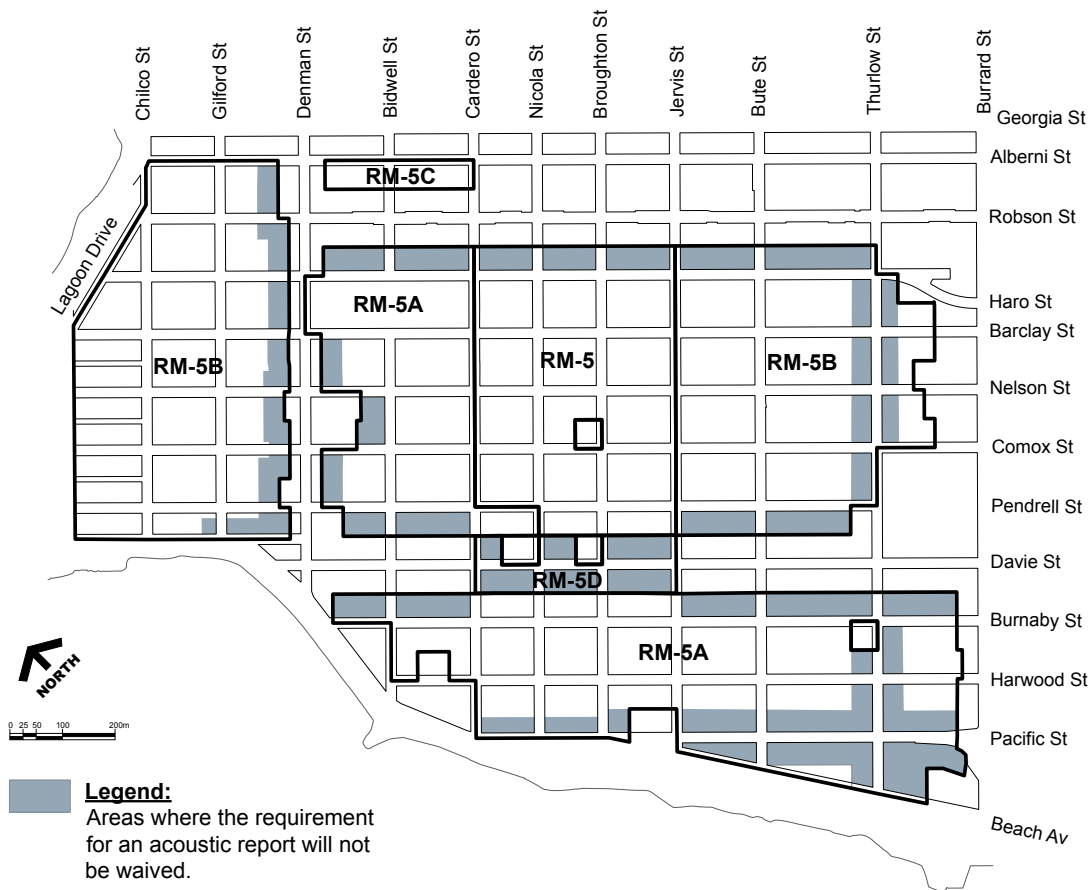 Chilco St
Gilford St
Denman St
Bidwell St
Cardero St
Nicola St
Broughton St
Jervis St
Bute St
Thurlow St
Burrard St
Georgia St
Alberni St
Robson St
Haro St
Barclay St
Nelson St
Comox St
Pendrell St
Davie St
Burnaby St
Harwood St
Pacific St
Beach Av
Lagoon Drive
RM-5C
RM-5A
RM-5
RM-5B
RM-5B
RM-5D
RM-5A
NORTH
0 25 50 100 200m
Legend:
Areas where the requirement
for an acoustic report will not
be waived.